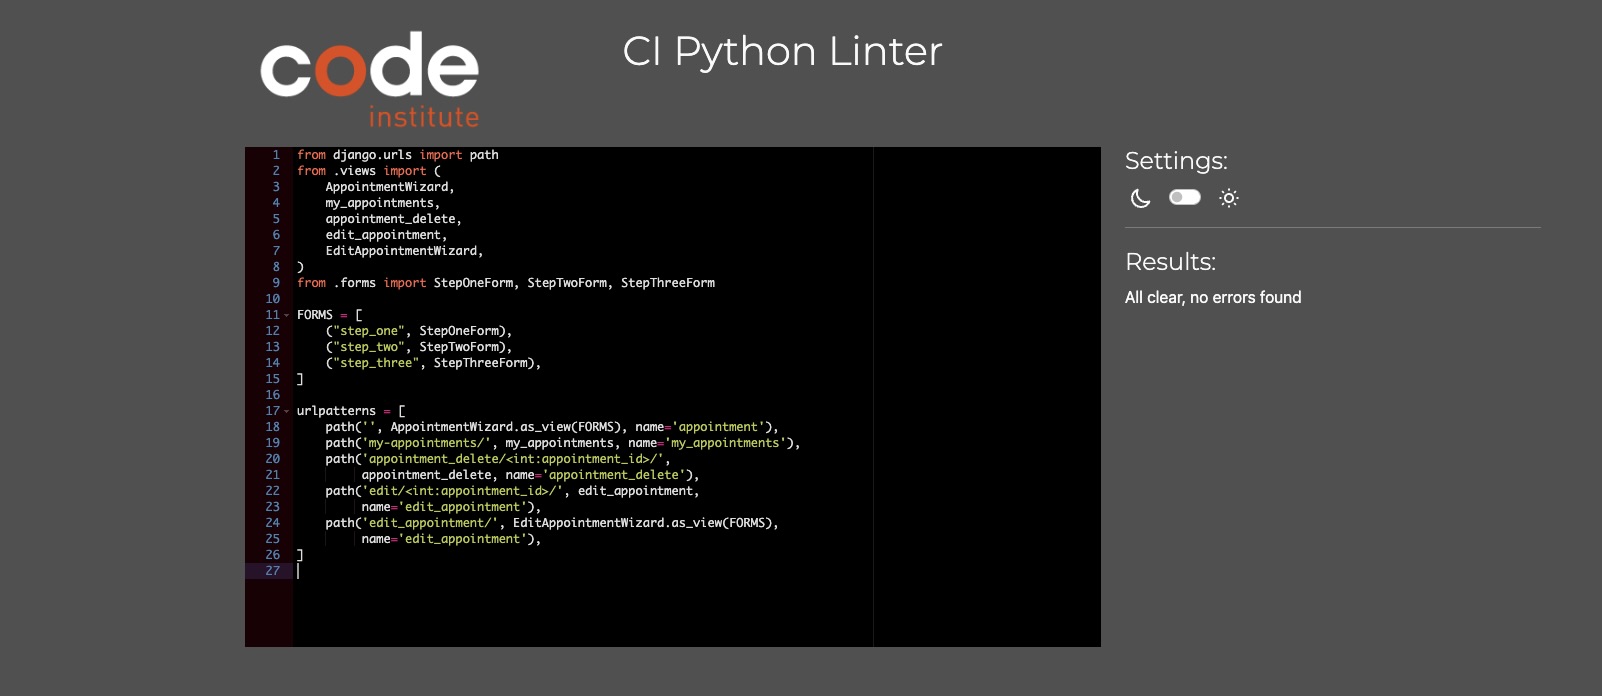 code
institute
CI Python Linter
1 from django.urls import path
2 from .views import (
3     AppointmentWizard,
4     my_appointments,
5     appointment_delete,
6     edit_appointment,
7     EditAppointmentWizard,
8 )
9 from .forms import StepOneForm, StepTwoForm, StepThreeForm
10
11 FORMS = [
12     ("step_one", StepOneForm),
13     ("step_two", StepTwoForm),
14     ("step_three", StepThreeForm),
15 ]
16
17 urlpatterns = [
18     path('', AppointmentWizard.as_view(FORMS), name='appointment'),
19     path('my-appointments/', my_appointments, name='my_appointments'),
20     path('appointment_delete/<int:appointment_id>/',
21          appointment_delete, name='appointment_delete'),
22     path('edit/<int:appointment_id>/', edit_appointment,
23          name='edit_appointment'),
24     path('edit_appointment/', EditAppointmentWizard.as_view(FORMS),
25          name='edit_appointment'),
26 ]
27
Settings:
Results:
All clear, no errors found